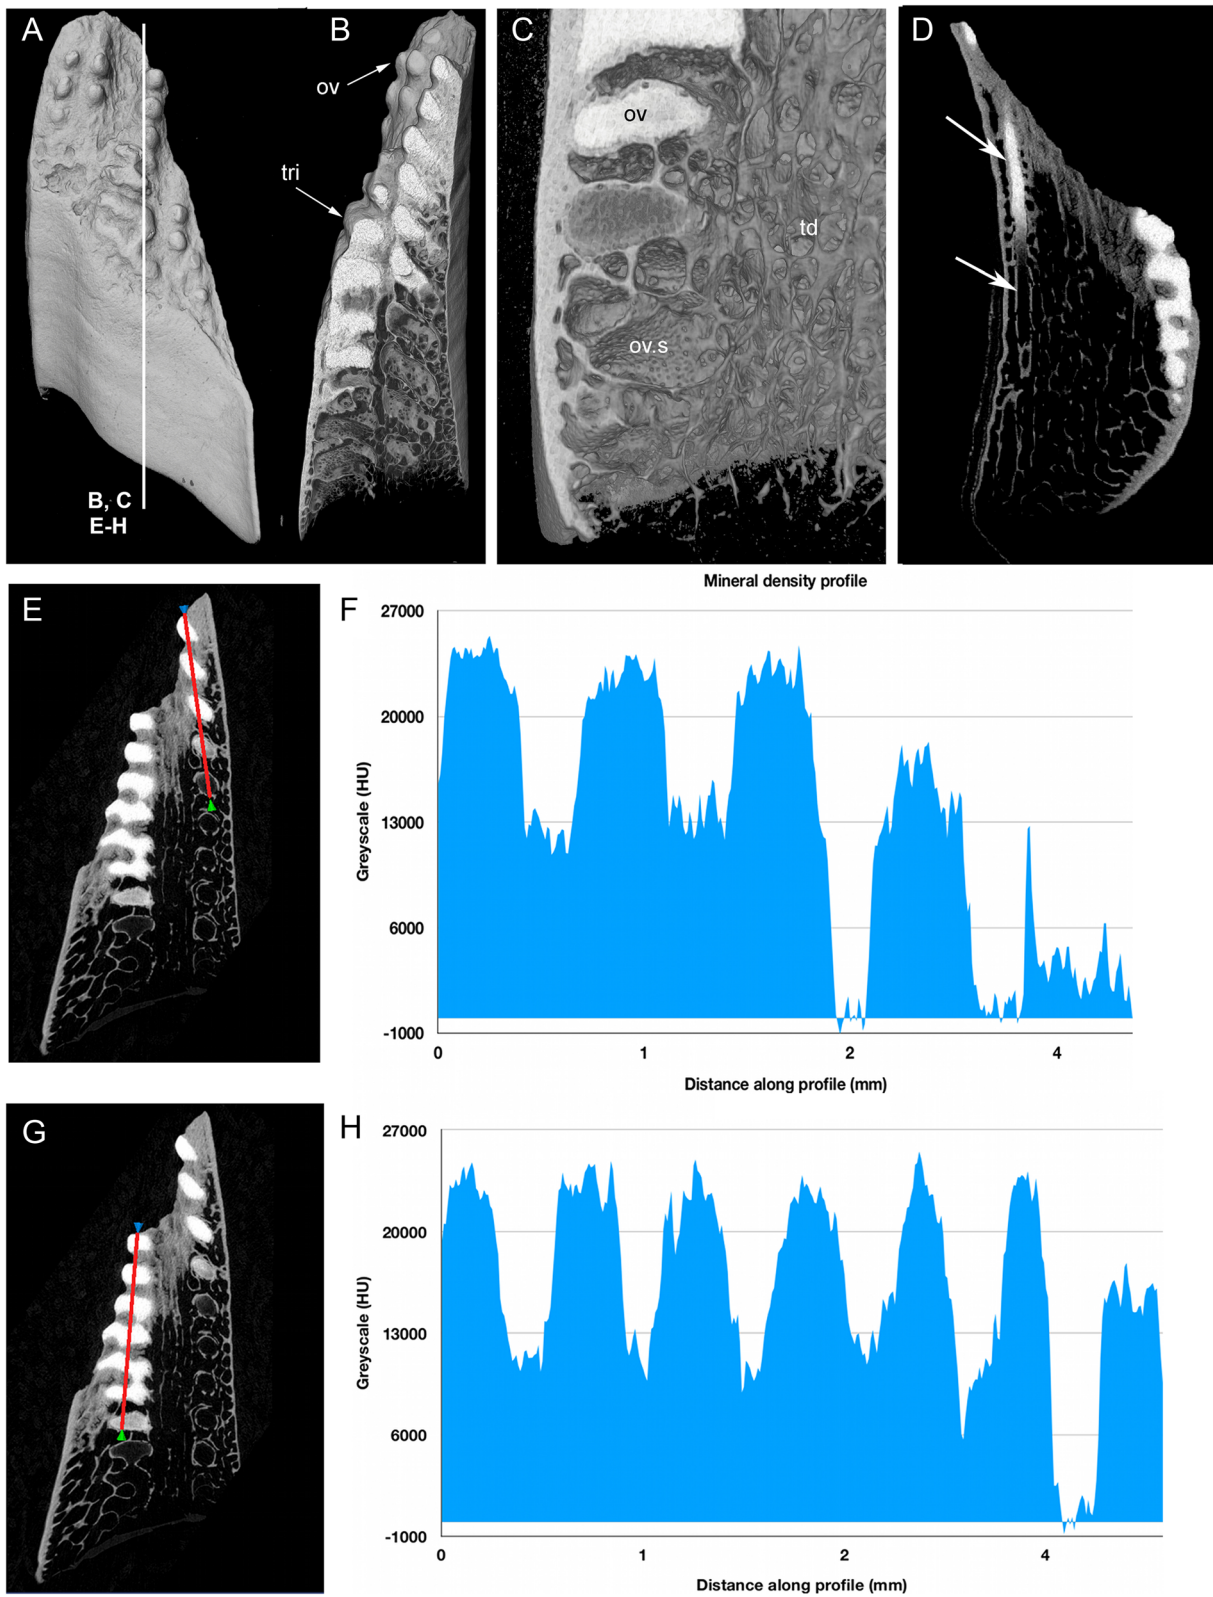 A
B
C
D
ov
tri
B, C
E-H
ov
td
ov.s
Mineral density profile
E
F
27000
20000
13000
6000
-1000
Greyscale (HU)
0
1
2
4
Distance along profile (mm)
G
H
27000
20000
13000
6000
-1000
Greyscale (HU)
0
1
2
4
Distance along profile (mm)